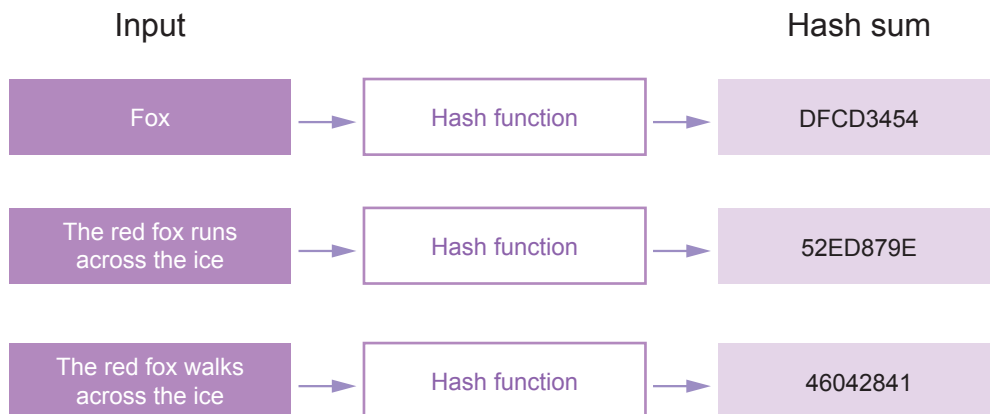 Input
Hash sum
Fox
Hash function
DFCD3454
The red fox runs
across the ice
Hash function
52ED879E
The red fox walks
across the ice
Hash function
46042841